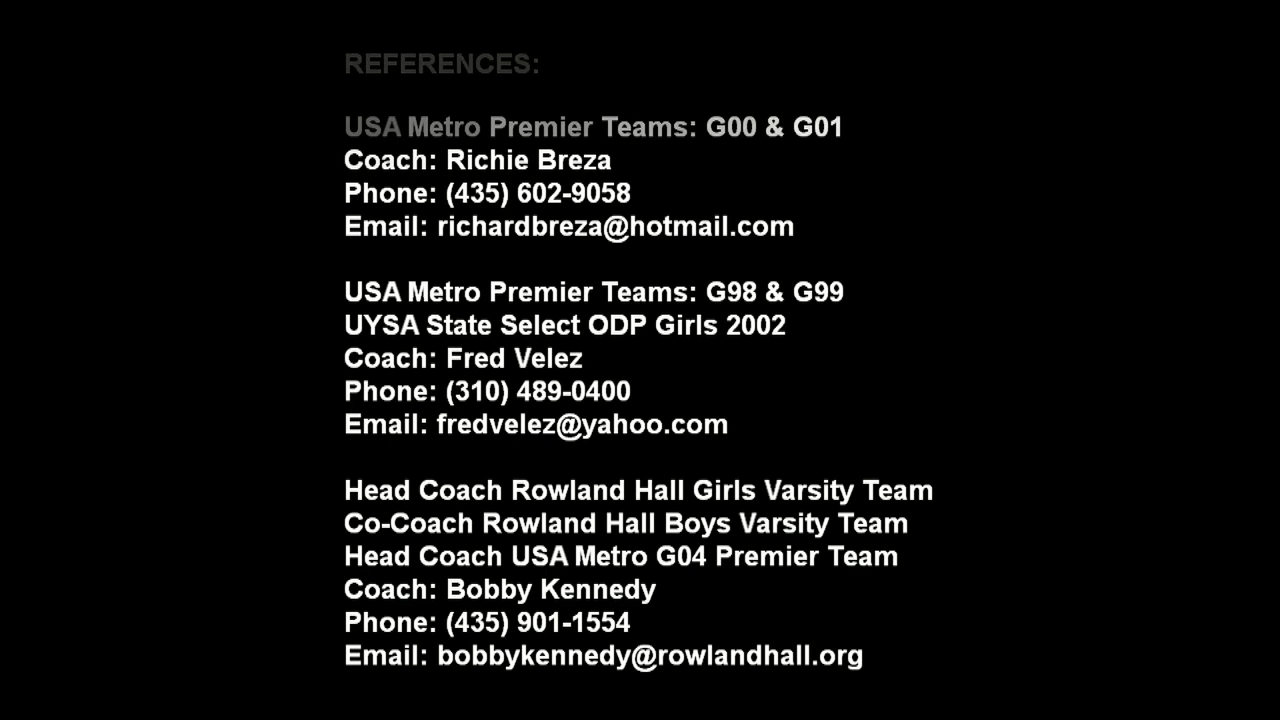 REFERENCES:
USA Metro Premier Teams: G00 & G01
Coach: Richie Breza
Phone: (435) 602-9058
Email: richardbreza@hotmail.com
USA Metro Premier Teams: G98 & G99
UYSA State Select ODP Girls 2002
Coach: Fred Velez
Phone: (310) 489-0400
Email: fredvelez@yahoo.com
Head Coach Rowland Hall Girls Varsity Team
Co-Coach Rowland Hall Boys Varsity Team
Head Coach USA Metro G04 Premier Team
Coach: Bobby Kennedy
Phone: (435) 901-1554
Email: bobbykennedy@rowlandhall.org